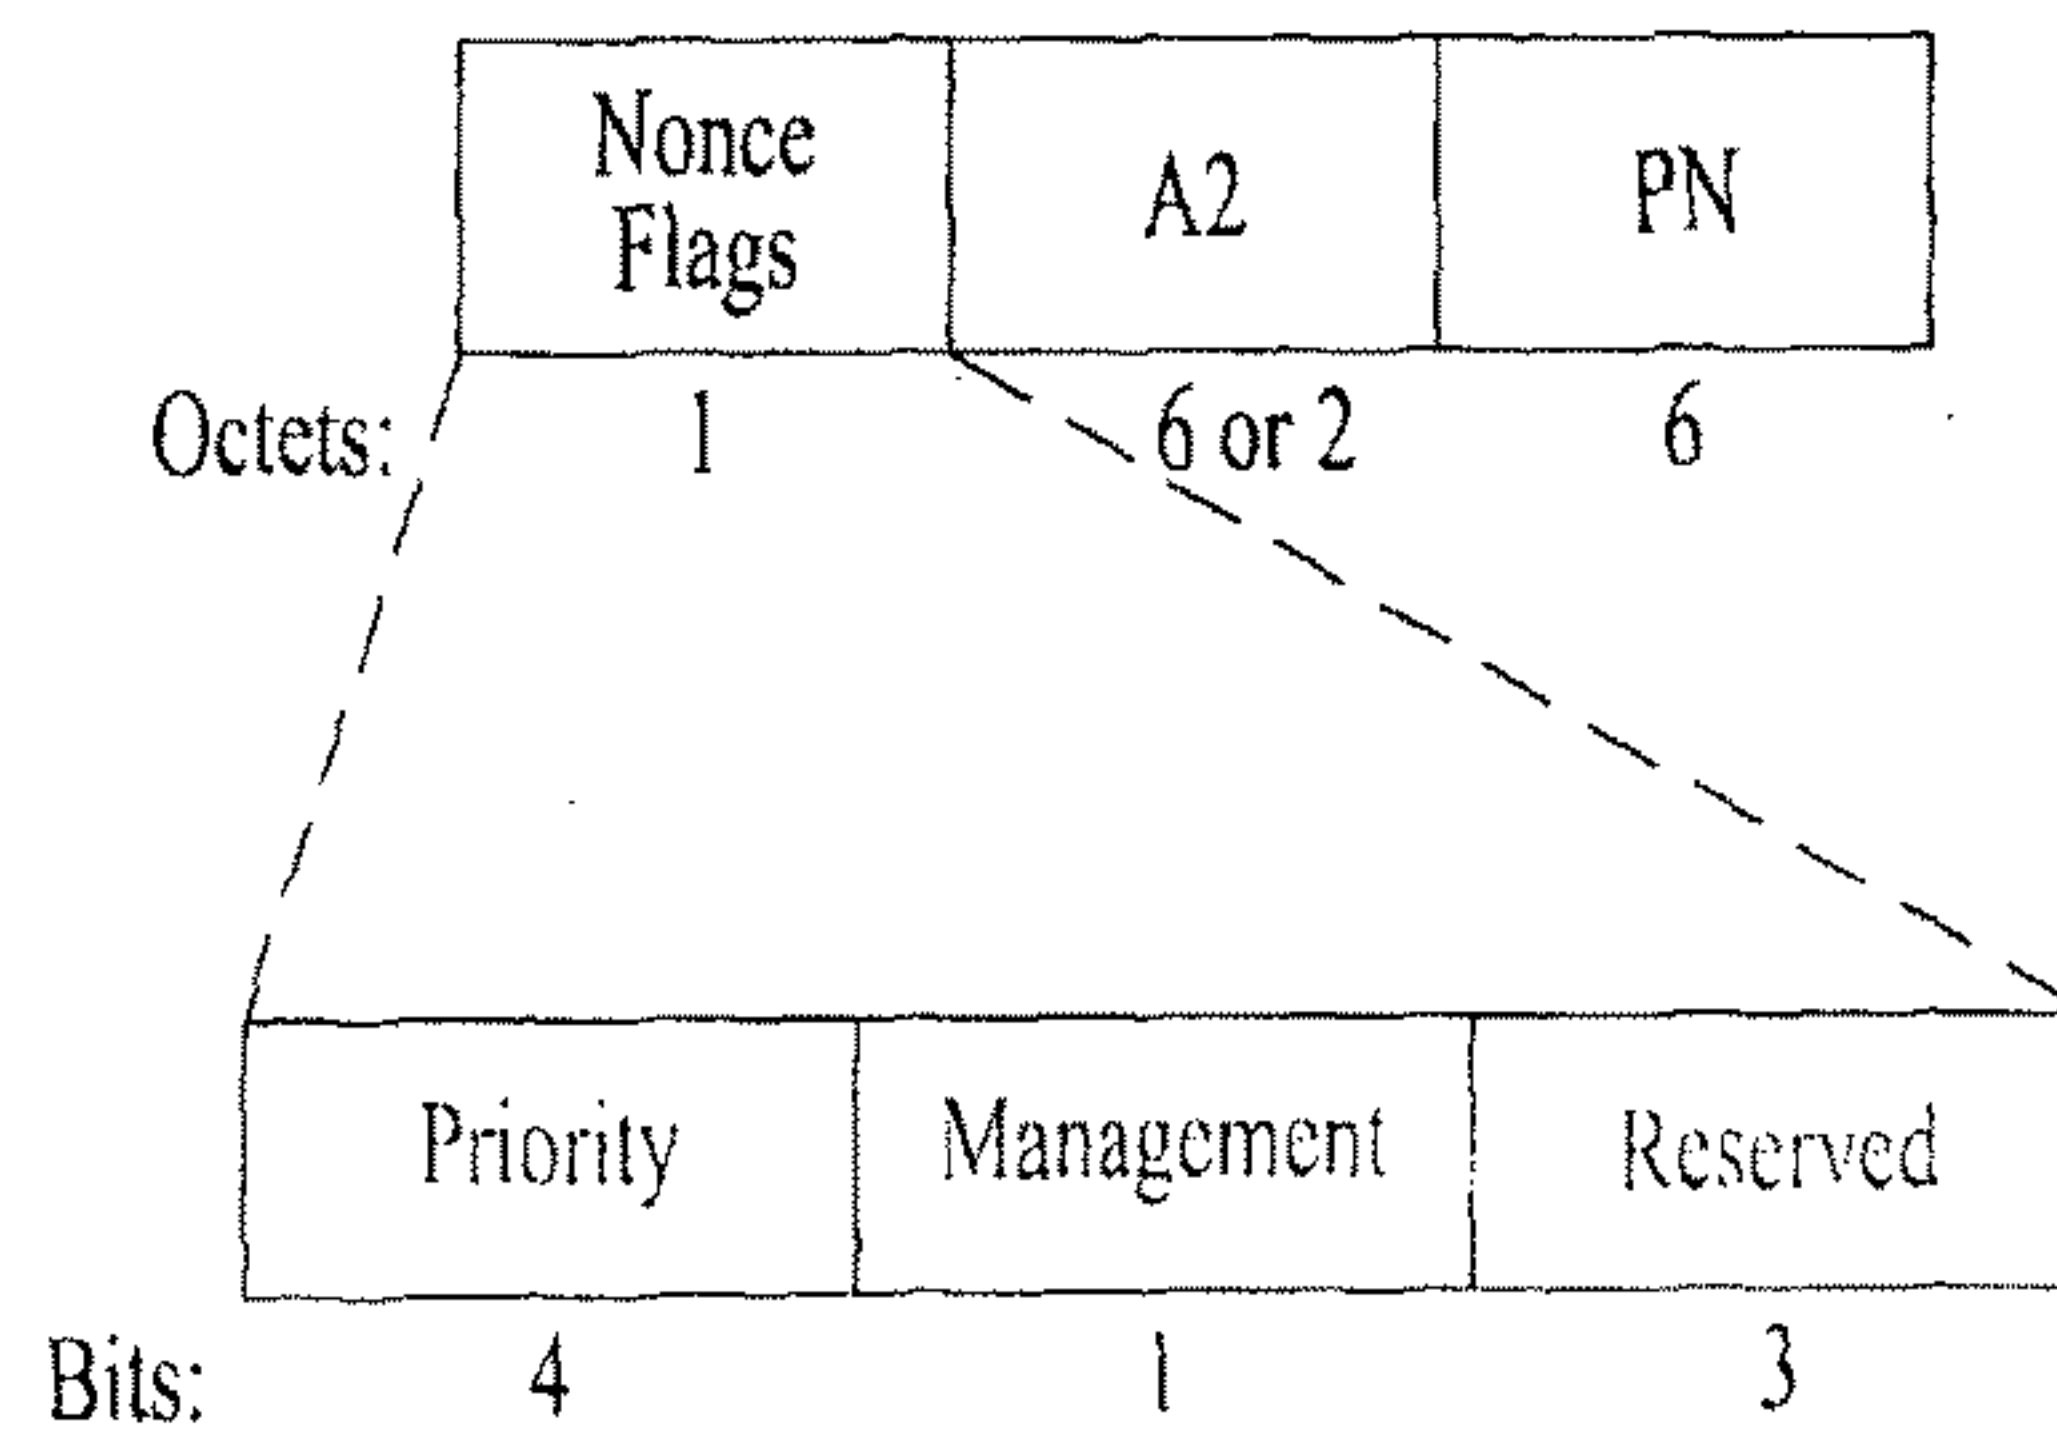 Nonce
Flags
A2
PN
Octets: 1 6 or 2 6
Priority Management Reserved
Bits: 4 1 3